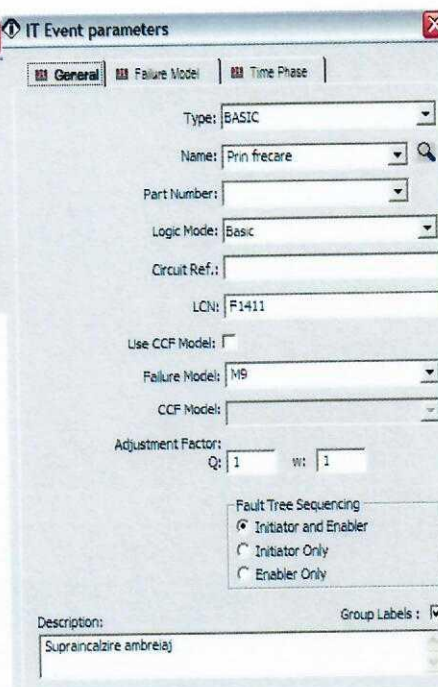 IT Event parameters
General Failure Model Time Phase
Type: BASIC
Name: Prin frecare
Part Number:
Logic Mode: Basic
Circuit Ref.:
LCN: F1411
Use CCF Model:
Failure Model: M9
CCF Model:
Adjustment Factor:
Q: 1 w: 1
Fault Tree Sequencing
Initiator and Enabler
Initiator Only
Enabler Only
Description: Group Labels :
Supraincalzire ambreiaj